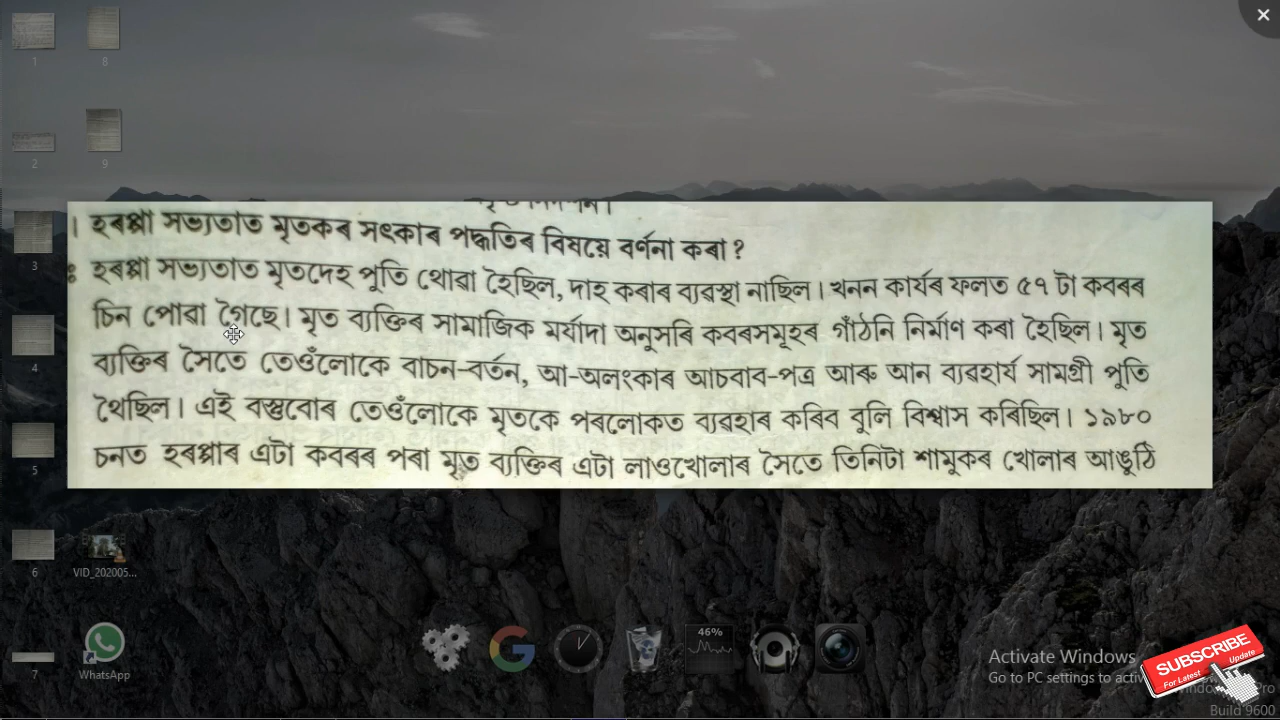 1
8
2
9
3
4
5
6
VID_202005...
7
WhatsApp
। হৰপ্পা সভ্যতাত মৃতকৰ সৎকাৰ পদ্ধতিৰ বিষয়ে বৰ্ণনা কৰা ?
ঃ হৰপ্পা সভ্যতাত মৃতদেহ পুতি থোৱা হৈছিল, দাহ কৰাৰ ব্যৱস্থা নাছিল। খনন কাৰ্যৰ ফলত ৫৭ টা কবৰৰ
চিন পোৱা গৈছে। মৃত ব্যক্তিৰ সামাজিক মৰ্যাদা অনুসৰি কবৰসমূহৰ গাঁঠনি নিৰ্মাণ কৰা হৈছিল। মৃত
ব্যক্তিৰ সৈতে তেওঁলোকে বাচন-বৰ্তন, আ-অলংকাৰ আচবাব-পত্ৰ আৰু আন ব্যৱহাৰ্য সামগ্ৰী পুতি
থৈছিল। এই বস্তুবোৰ তেওঁলোকে মৃতকে পৰলোকত ব্যৱহাৰ কৰিব বুলি বিশ্বাস কৰিছিল। ১৯৮০
চনত হৰপ্পাৰ এটা কবৰৰ পৰা মৃত ব্যক্তিৰ এটা লাওখোলাৰ সৈতে তিনিটা শামুকৰ খোলাৰ আঙুঠি
46%
Activate Windows
Go to PC settings to activ
SUBSCRIBE
For Latest Update
Pro
Build 9600